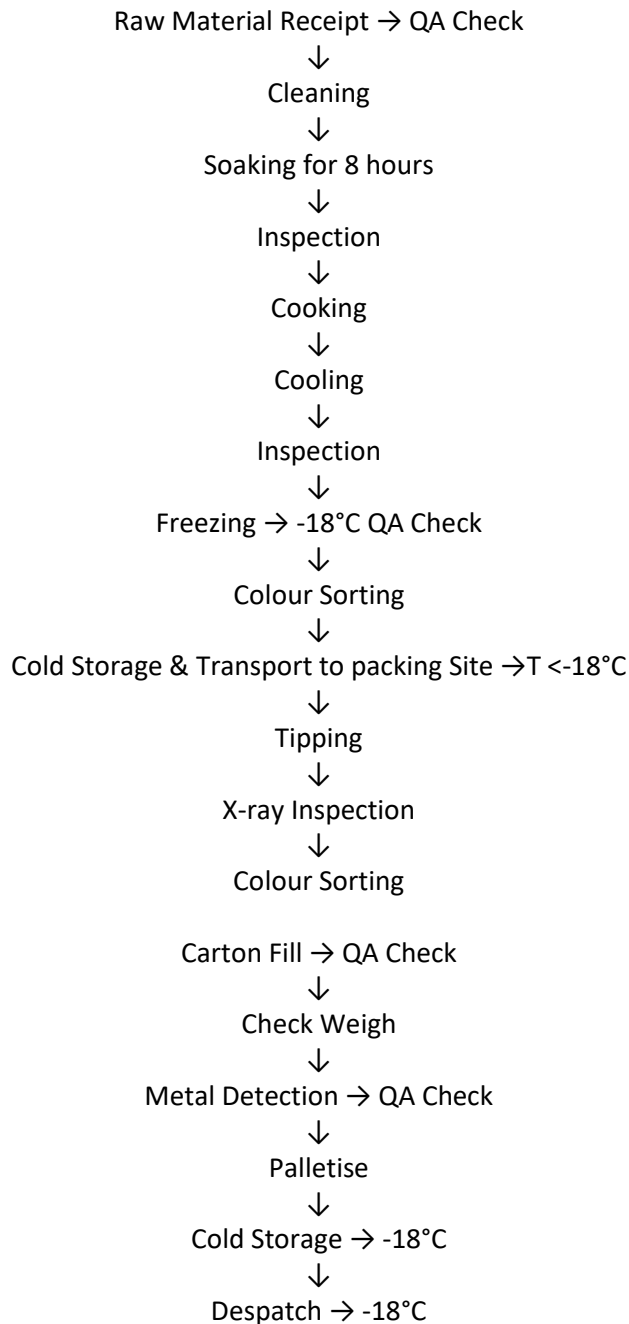 Raw Material Receipt → QA Check
↓
Cleaning
↓
Soaking for 8 hours
↓
Inspection
↓
Cooking
↓
Cooling
↓
Inspection
↓
Freezing → -18°C QA Check
↓
Colour Sorting
↓
Cold Storage & Transport to packing Site →T <-18°C
↓
Tipping
↓
X-ray Inspection
↓
Colour Sorting
Carton Fill → QA Check
↓
Check Weigh
↓
Metal Detection → QA Check
↓
Palletise
↓
Cold Storage → -18°C
↓
Despatch → -18°C